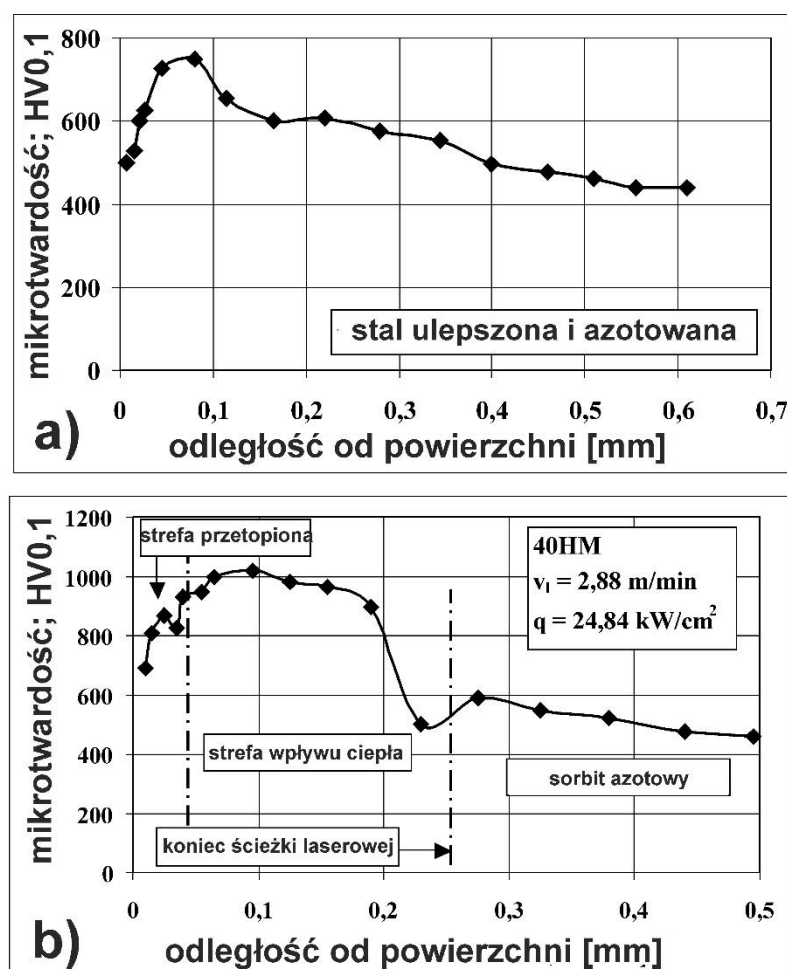 mikrotwardość; HV0,1
800
600
400
200
0
stal ulepszona i azotowana
0 0,1 0,2 0,3 0,4 0,5 0,6 0,7
a) odległość od powierzchni [mm]
mikrotwardość; HV0,1
1200
1000
800
600
400
200
0
strefa przetopiona
40HM
v₁ = 2,88 m/min
q = 24,84 kW/cm²
strefa wpływu ciepła
sorbit azotowy
koniec ścieżki laserowej
0 0,1 0,2 0,3 0,4 0,5
b) odległość od powierzchni [mm]